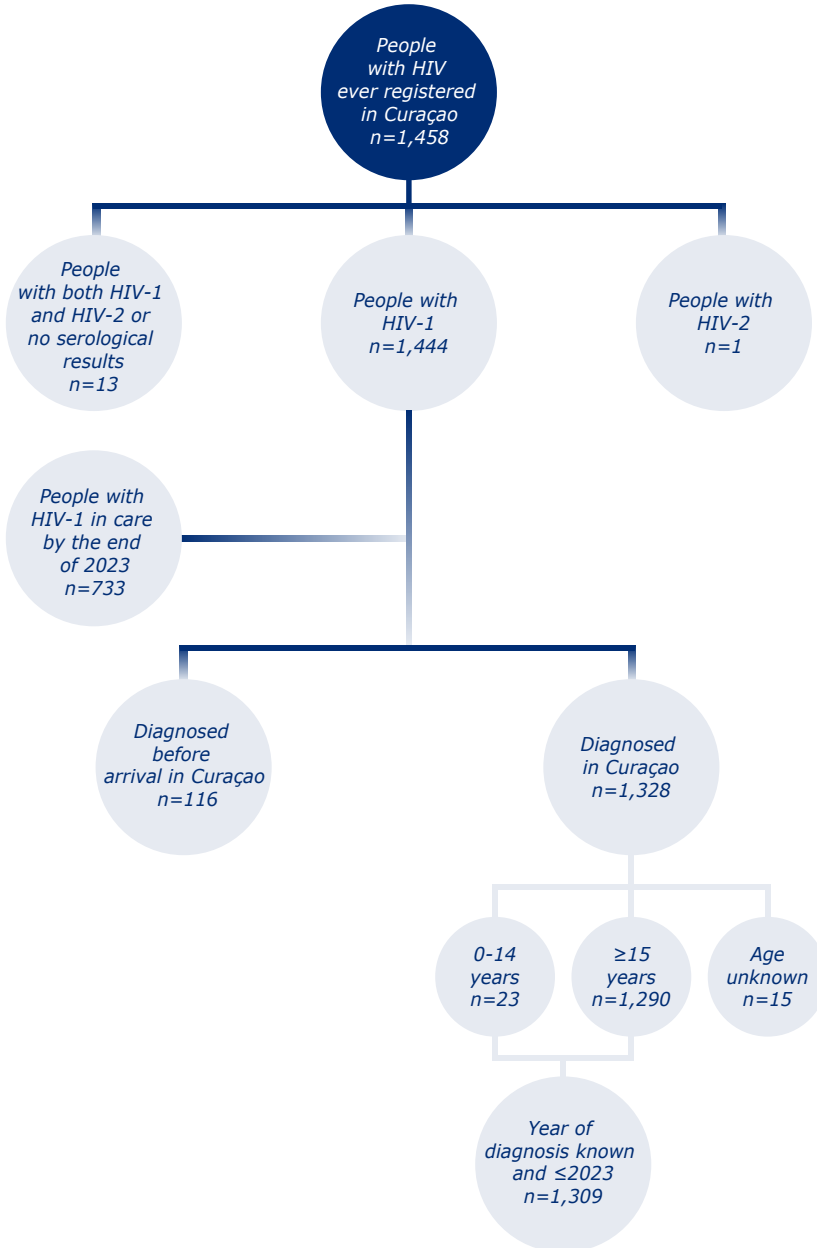 People
with HIV
ever registered
in Curaçao
n=1,458
People
with both HIV-1
and HIV-2 or
no serological
results
n=13
People with
HIV-1
n=1,444
People with
HIV-2
n=1
People with
HIV-1 in care
by the end
of 2023
n=733
Diagnosed
before
arrival in Curaçao
n=116
Diagnosed
in Curaçao
n=1,328
0-14
years
n=23
≥15
years
n=1,290
Age
unknown
n=15
Year of
diagnosis known
and ≤2023
n=1,309